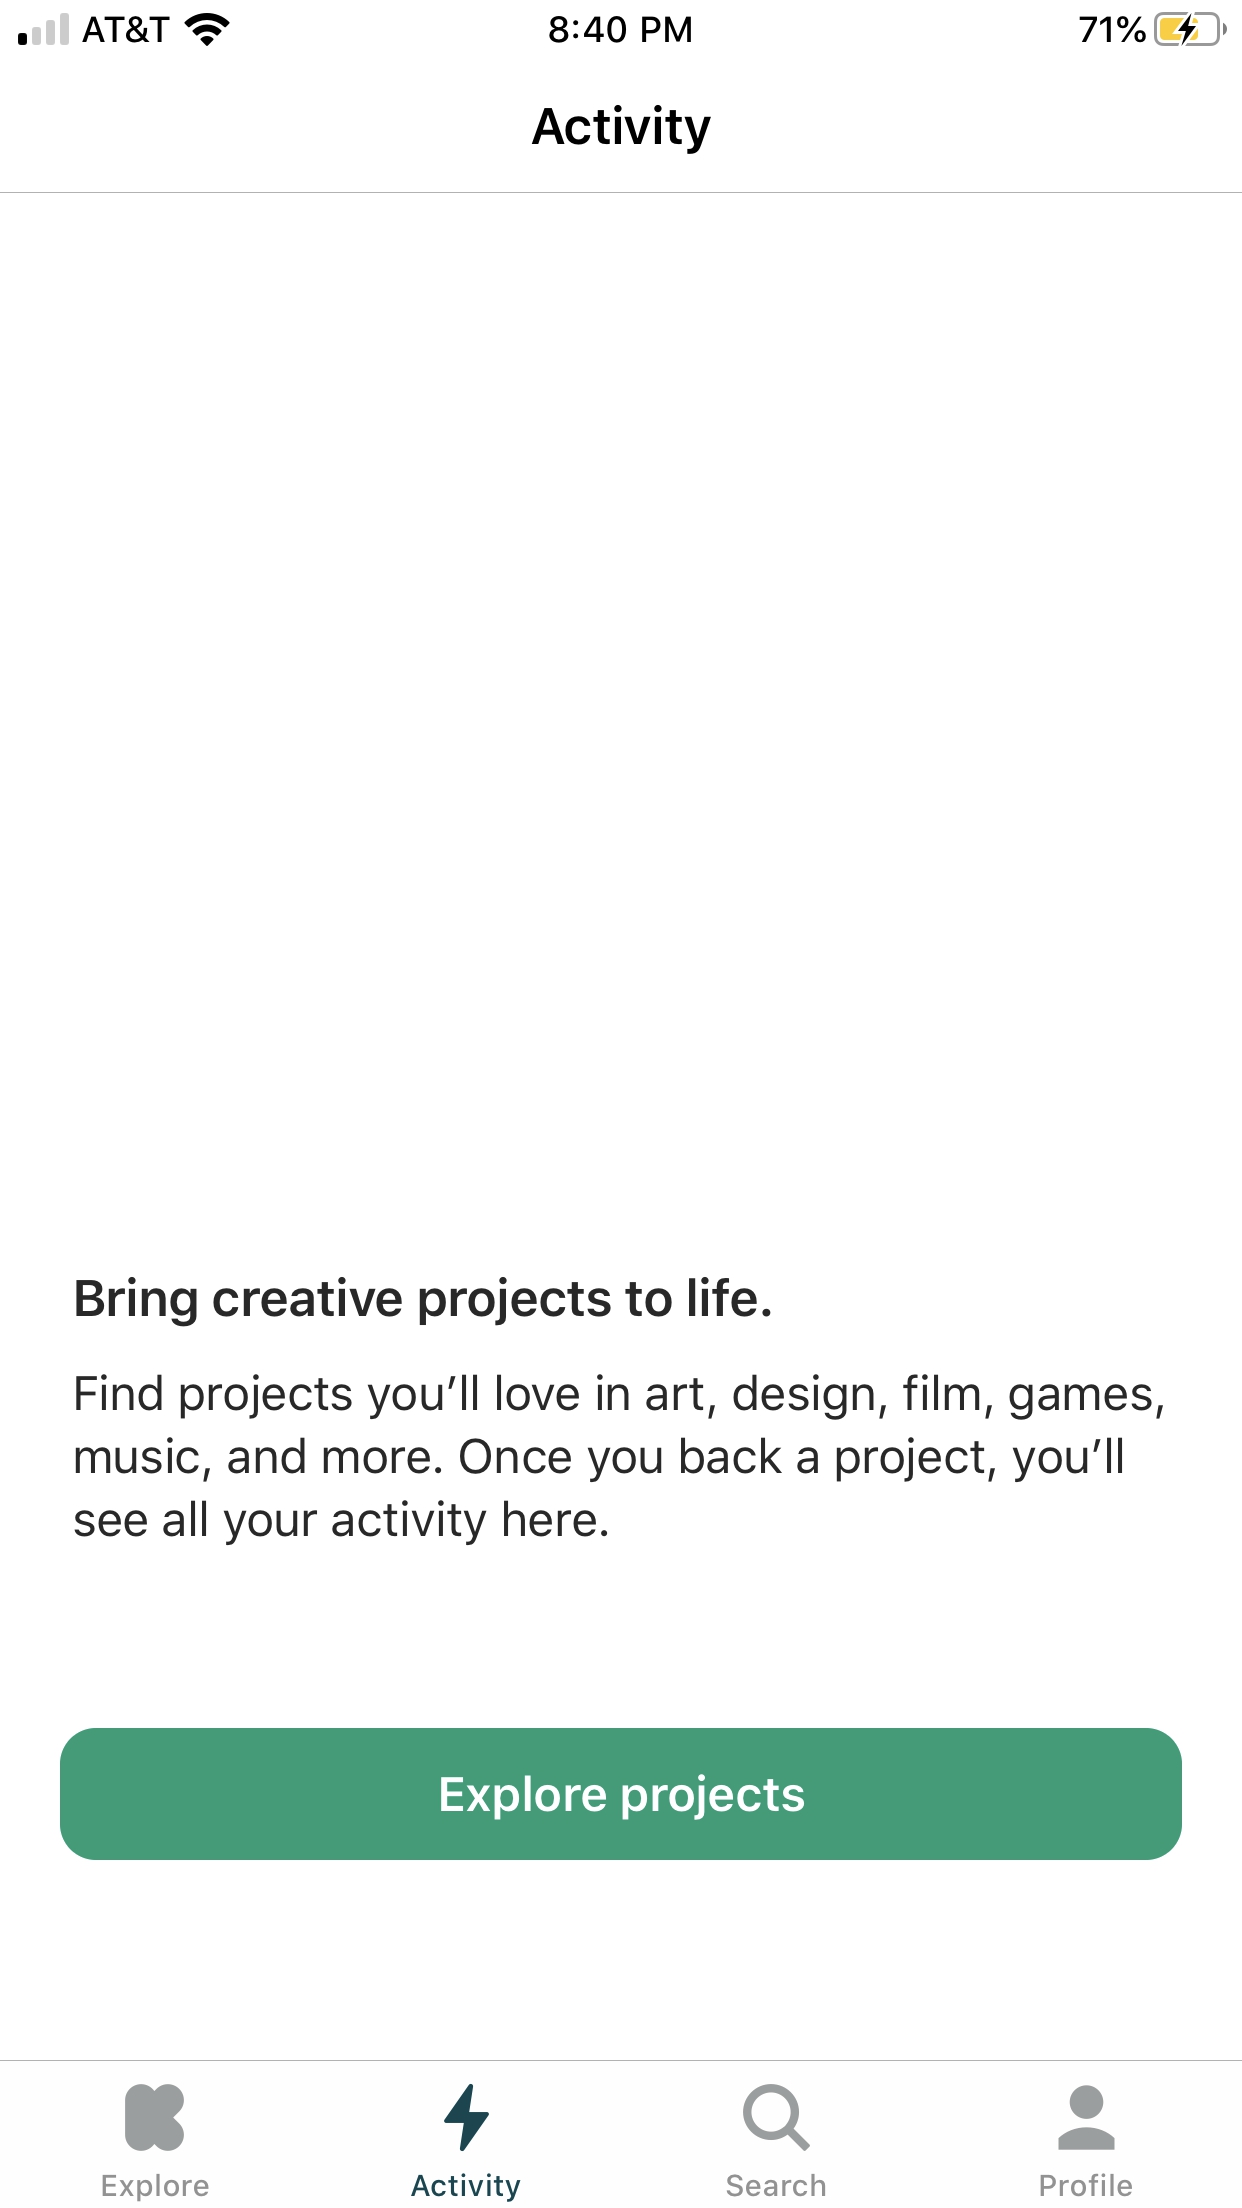 AT&T 8:40 PM 71%
Activity
Bring creative projects to life.
Find projects you’ll love in art, design, film, games,
music, and more. Once you back a project, you’ll
see all your activity here.
Explore projects
Explore Activity Search Profile